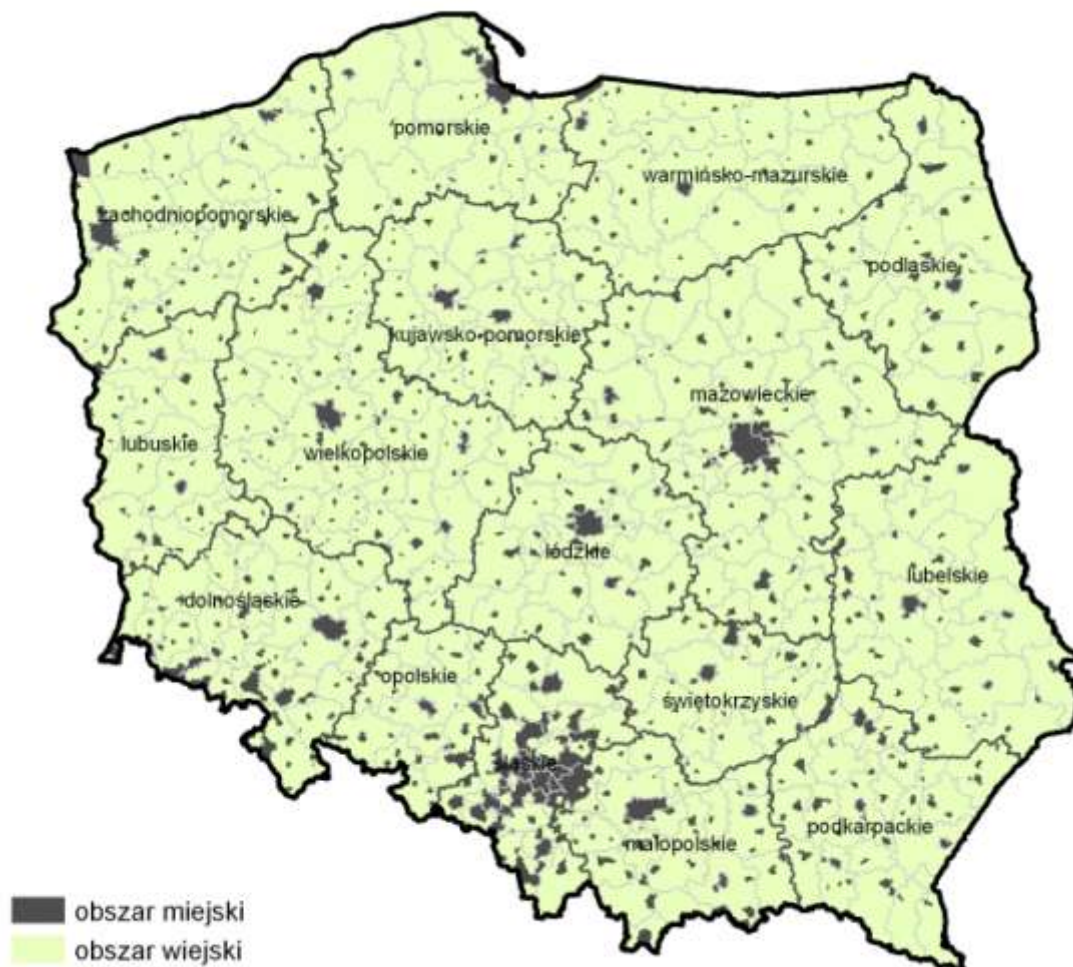 pomorskie
warmińsko-mazurskie
zachodniopomorskie
podlaskie
kujawsko-pomorskie
mazowieckie
lubuskie
wielkopolskie
łódzkie
lubelskie
dolnośląskie
opolskie
świętokrzyskie
śląskie
podkarpackie
małopolskie
obszar miejski
obszar wiejski